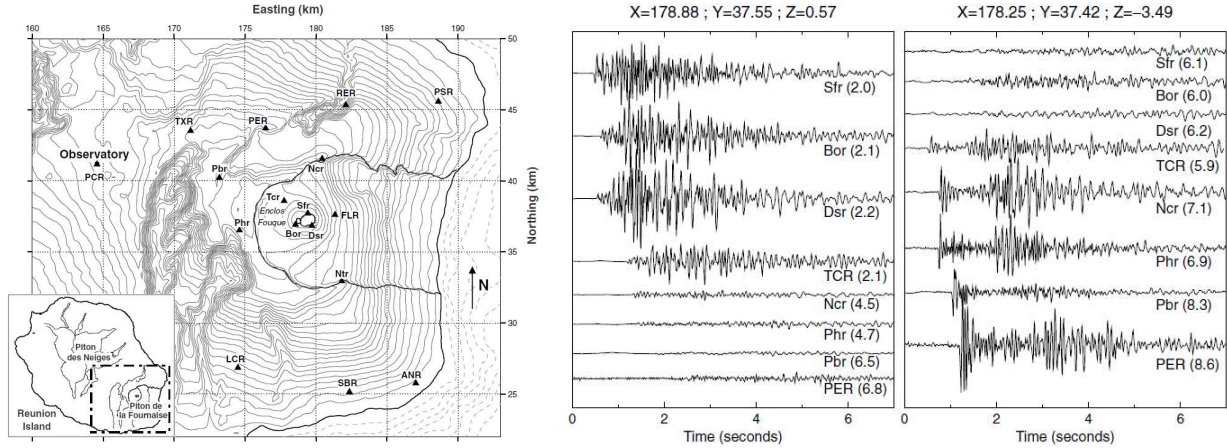 Easting (km)
160 165 170 175 180 185 190
50
45
40
35
30
25
Northing (km)
RER
PSR
TXR
PER
Observatory
PCR
Pbr
Ncr
Tcr
Sfr
Enclos
Fouque
FLR
Phr
Bor
Dsr
Ntr
N
LCR
SBR
ANR
Piton
des Neiges
Piton de
la Fournaise
Reunion
Island
X=178.88 ; Y=37.55 ; Z=0.57
Sfr (2.0)
Bor (2.1)
Dsr (2.2)
TCR (2.1)
Ncr (4.5)
Phr (4.7)
Pbr (6.5)
PER (6.8)
0 2 4 6
Time (seconds)
X=178.25 ; Y=37.42 ; Z=−3.49
Sfr (6.1)
Bor (6.0)
Dsr (6.2)
TCR (5.9)
Ncr (7.1)
Phr (6.9)
Pbr (8.3)
PER (8.6)
0 2 4 6
Time (seconds)